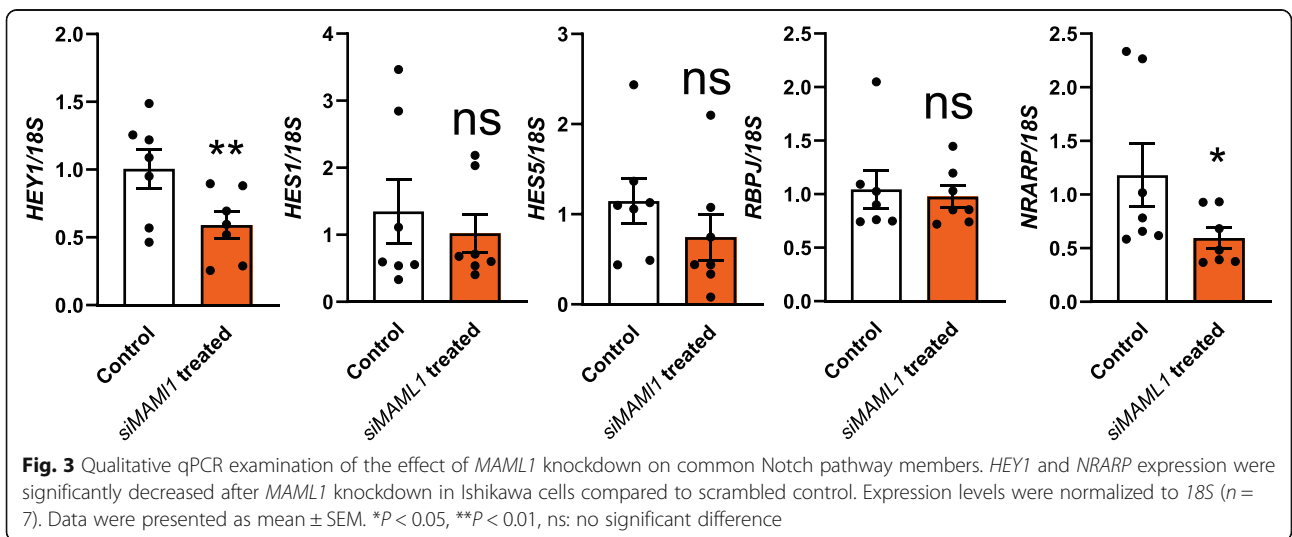 HEY1/18S
2.0
1.5
1.0
0.5
0.0
**
Control
siMAMl1 treated
HES1/18S
4
3
2
1
0
ns
Control
siMAML1 treated
HES5/18S
3
2
1
0
ns
Control
siMAMl1 treated
RBPJ/18S
2.5
2.0
1.5
1.0
0.5
0.0
ns
Control
siMAML1 treated
NRARP/18S
2.5
2.0
1.5
1.0
0.5
0.0
*
Control
siMAML1 treated
Fig. 3 Qualitative qPCR examination of the effect of MAML1 knockdown on common Notch pathway members. HEY1 and NRARP expression were
significantly decreased after MAML1 knockdown in Ishikawa cells compared to scrambled control. Expression levels were normalized to 18S (n =
7). Data were presented as mean ± SEM. *P < 0.05, **P < 0.01, ns: no significant difference